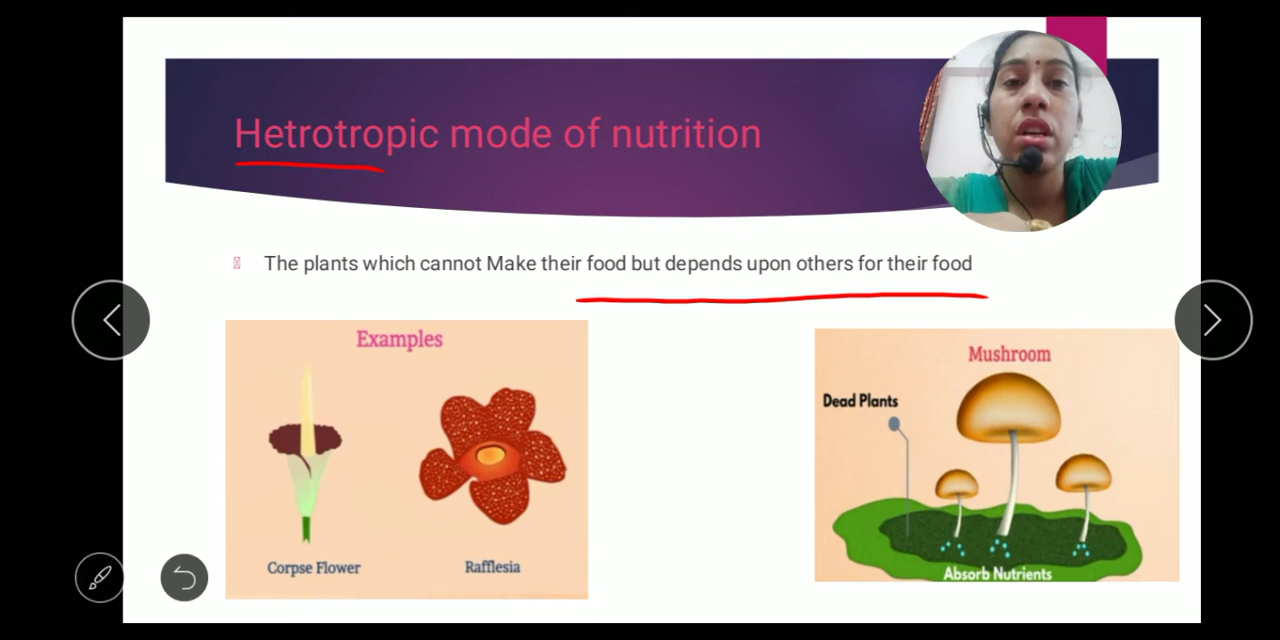 Hetrotropic mode of nutrition
The plants which cannot Make their food but depends upon others for their food
Examples
Corpse Flower
Rafflesia
Mushroom
Dead Plants
Absorb Nutrients